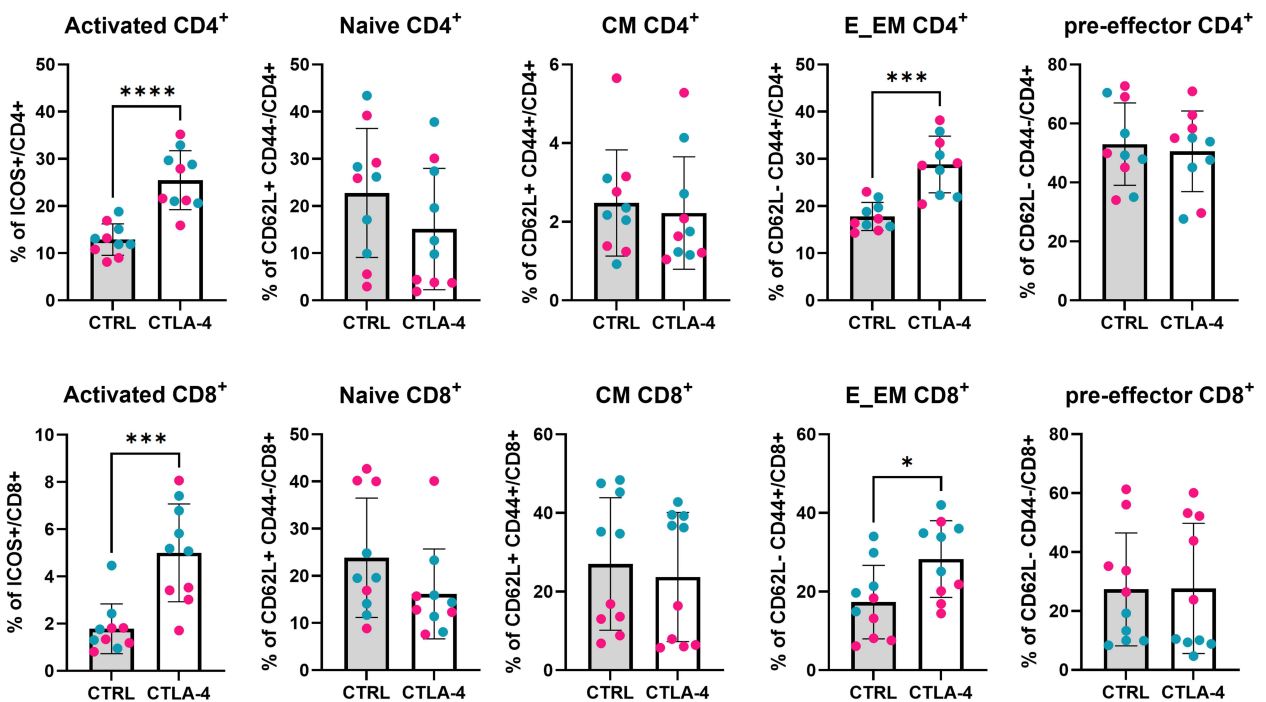 Activated CD4⁺
Naive CD4⁺
CM CD4⁺
E_EM CD4⁺
pre-effector CD4⁺
% of ICOS+/CD4+
50
40
30
20
10
0
****
CTRL
CTLA-4
% of CD62L+ CD44-/CD4+
50
40
30
20
10
0
CTRL
CTLA-4
% of CD62L+ CD44+/CD4+
6
4
2
0
CTRL
CTLA-4
% of CD62L- CD44+/CD4+
50
40
30
20
10
0
***
CTRL
CTLA-4
% of CD62L- CD44-/CD4+
80
60
40
20
0
CTRL
CTLA-4
Activated CD8⁺
Naive CD8⁺
CM CD8⁺
E_EM CD8⁺
pre-effector CD8⁺
% of ICOS+/CD8+
10
8
6
4
2
0
***
CTRL
CTLA-4
% of CD62L+ CD44-/CD8+
50
40
30
20
10
0
CTRL
CTLA-4
% of CD62L+ CD44+/CD8+
60
40
20
0
CTRL
CTLA-4
% of CD62L- CD44+/CD8+
60
40
20
0
*
CTRL
CTLA-4
% of CD62L- CD44-/CD8+
80
60
40
20
0
CTRL
CTLA-4